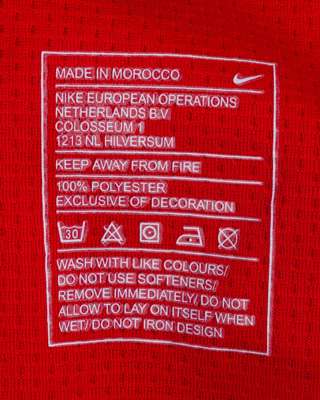 MADE IN MOROCCO
NIKE EUROPEAN OPERATIONS
NETHERLANDS B.V.
COLOSSEUM 1
1213 NL HILVERSUM
KEEP AWAY FROM FIRE
100% POLYESTER
EXCLUSIVE OF DECORATION
30
WASH WITH LIKE COLOURS/
DO NOT USE SOFTENERS/
REMOVE IMMEDIATELY/ DO NOT
ALLOW TO LAY ON ITSELF WHEN
WET/ DO NOT IRON DESIGN